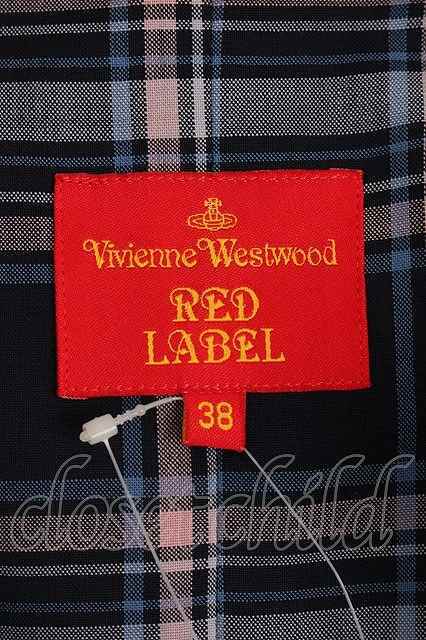 Vivienne Westwood
RED
LABEL
38
closet child